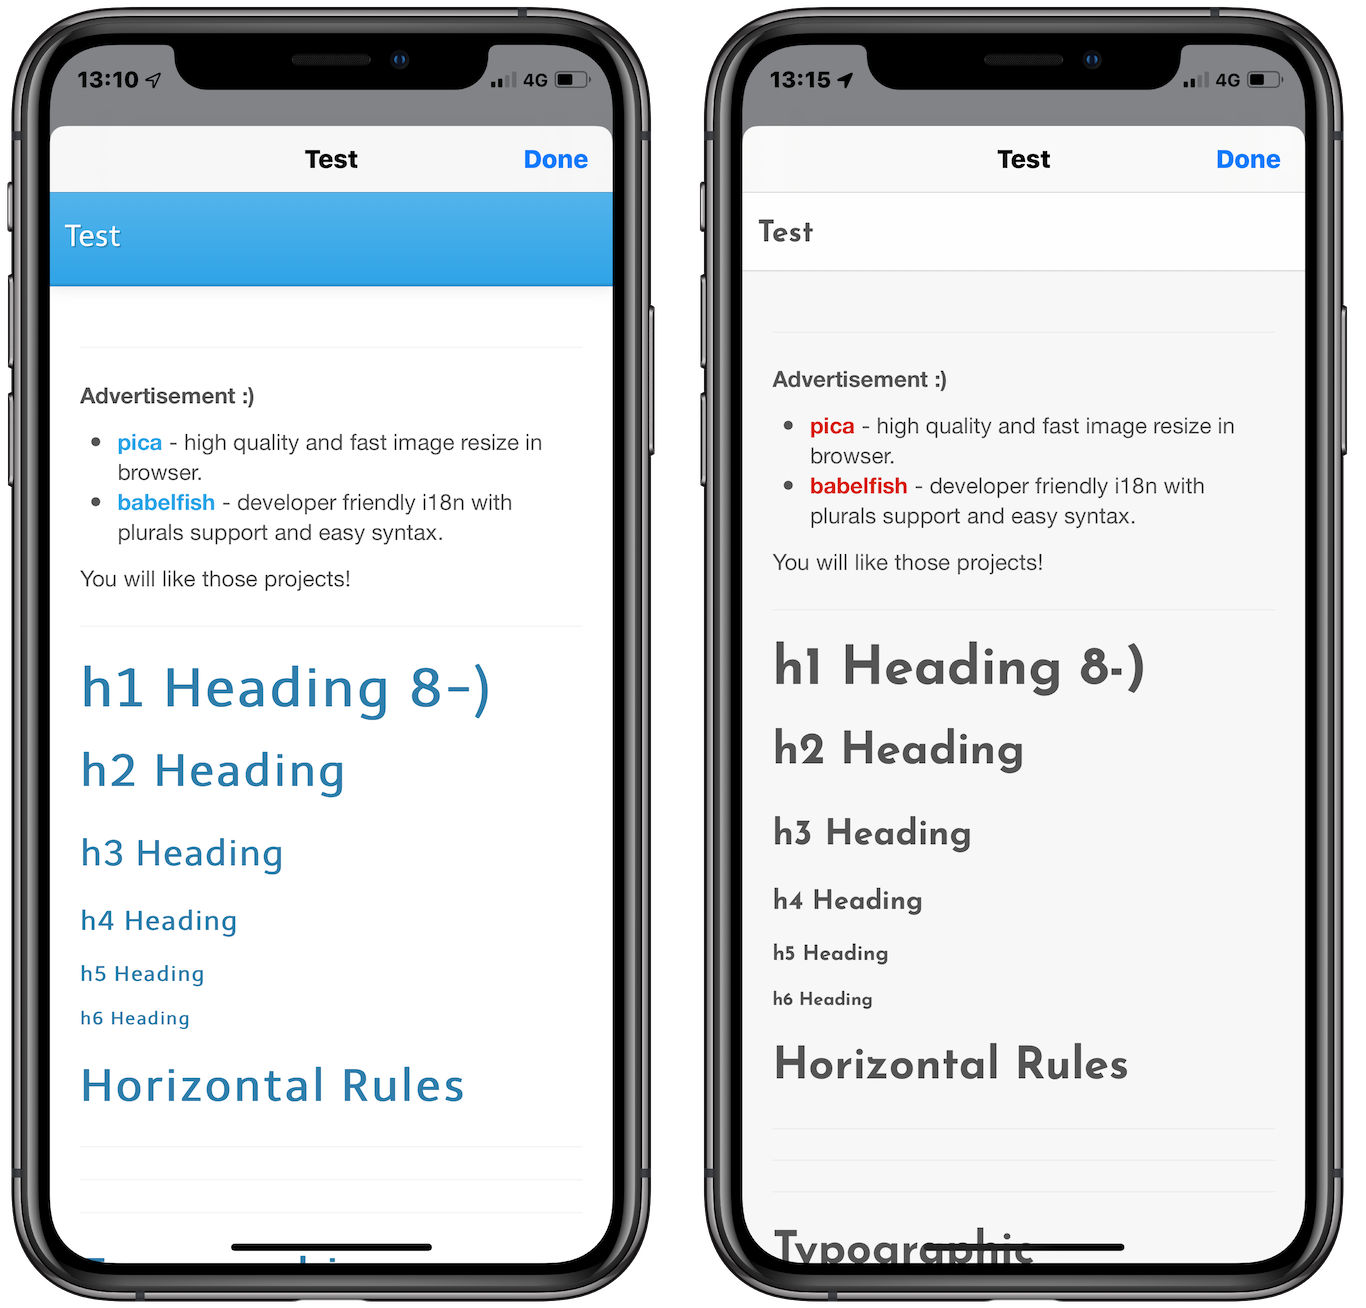 13:10
4G
Test
Done
Test
Advertisement :)
• pica - high quality and fast image resize in
browser.
• babelfish - developer friendly i18n with
plurals support and easy syntax.
You will like those projects!
h1 Heading 8-)
h2 Heading
h3 Heading
h4 Heading
h5 Heading
h6 Heading
Horizontal Rules
13:15
4G
Test
Done
Test
Advertisement :)
• pica - high quality and fast image resize in
browser.
• babelfish - developer friendly i18n with
plurals support and easy syntax.
You will like those projects!
h1 Heading 8-)
h2 Heading
h3 Heading
h4 Heading
h5 Heading
h6 Heading
Horizontal Rules
Typographic